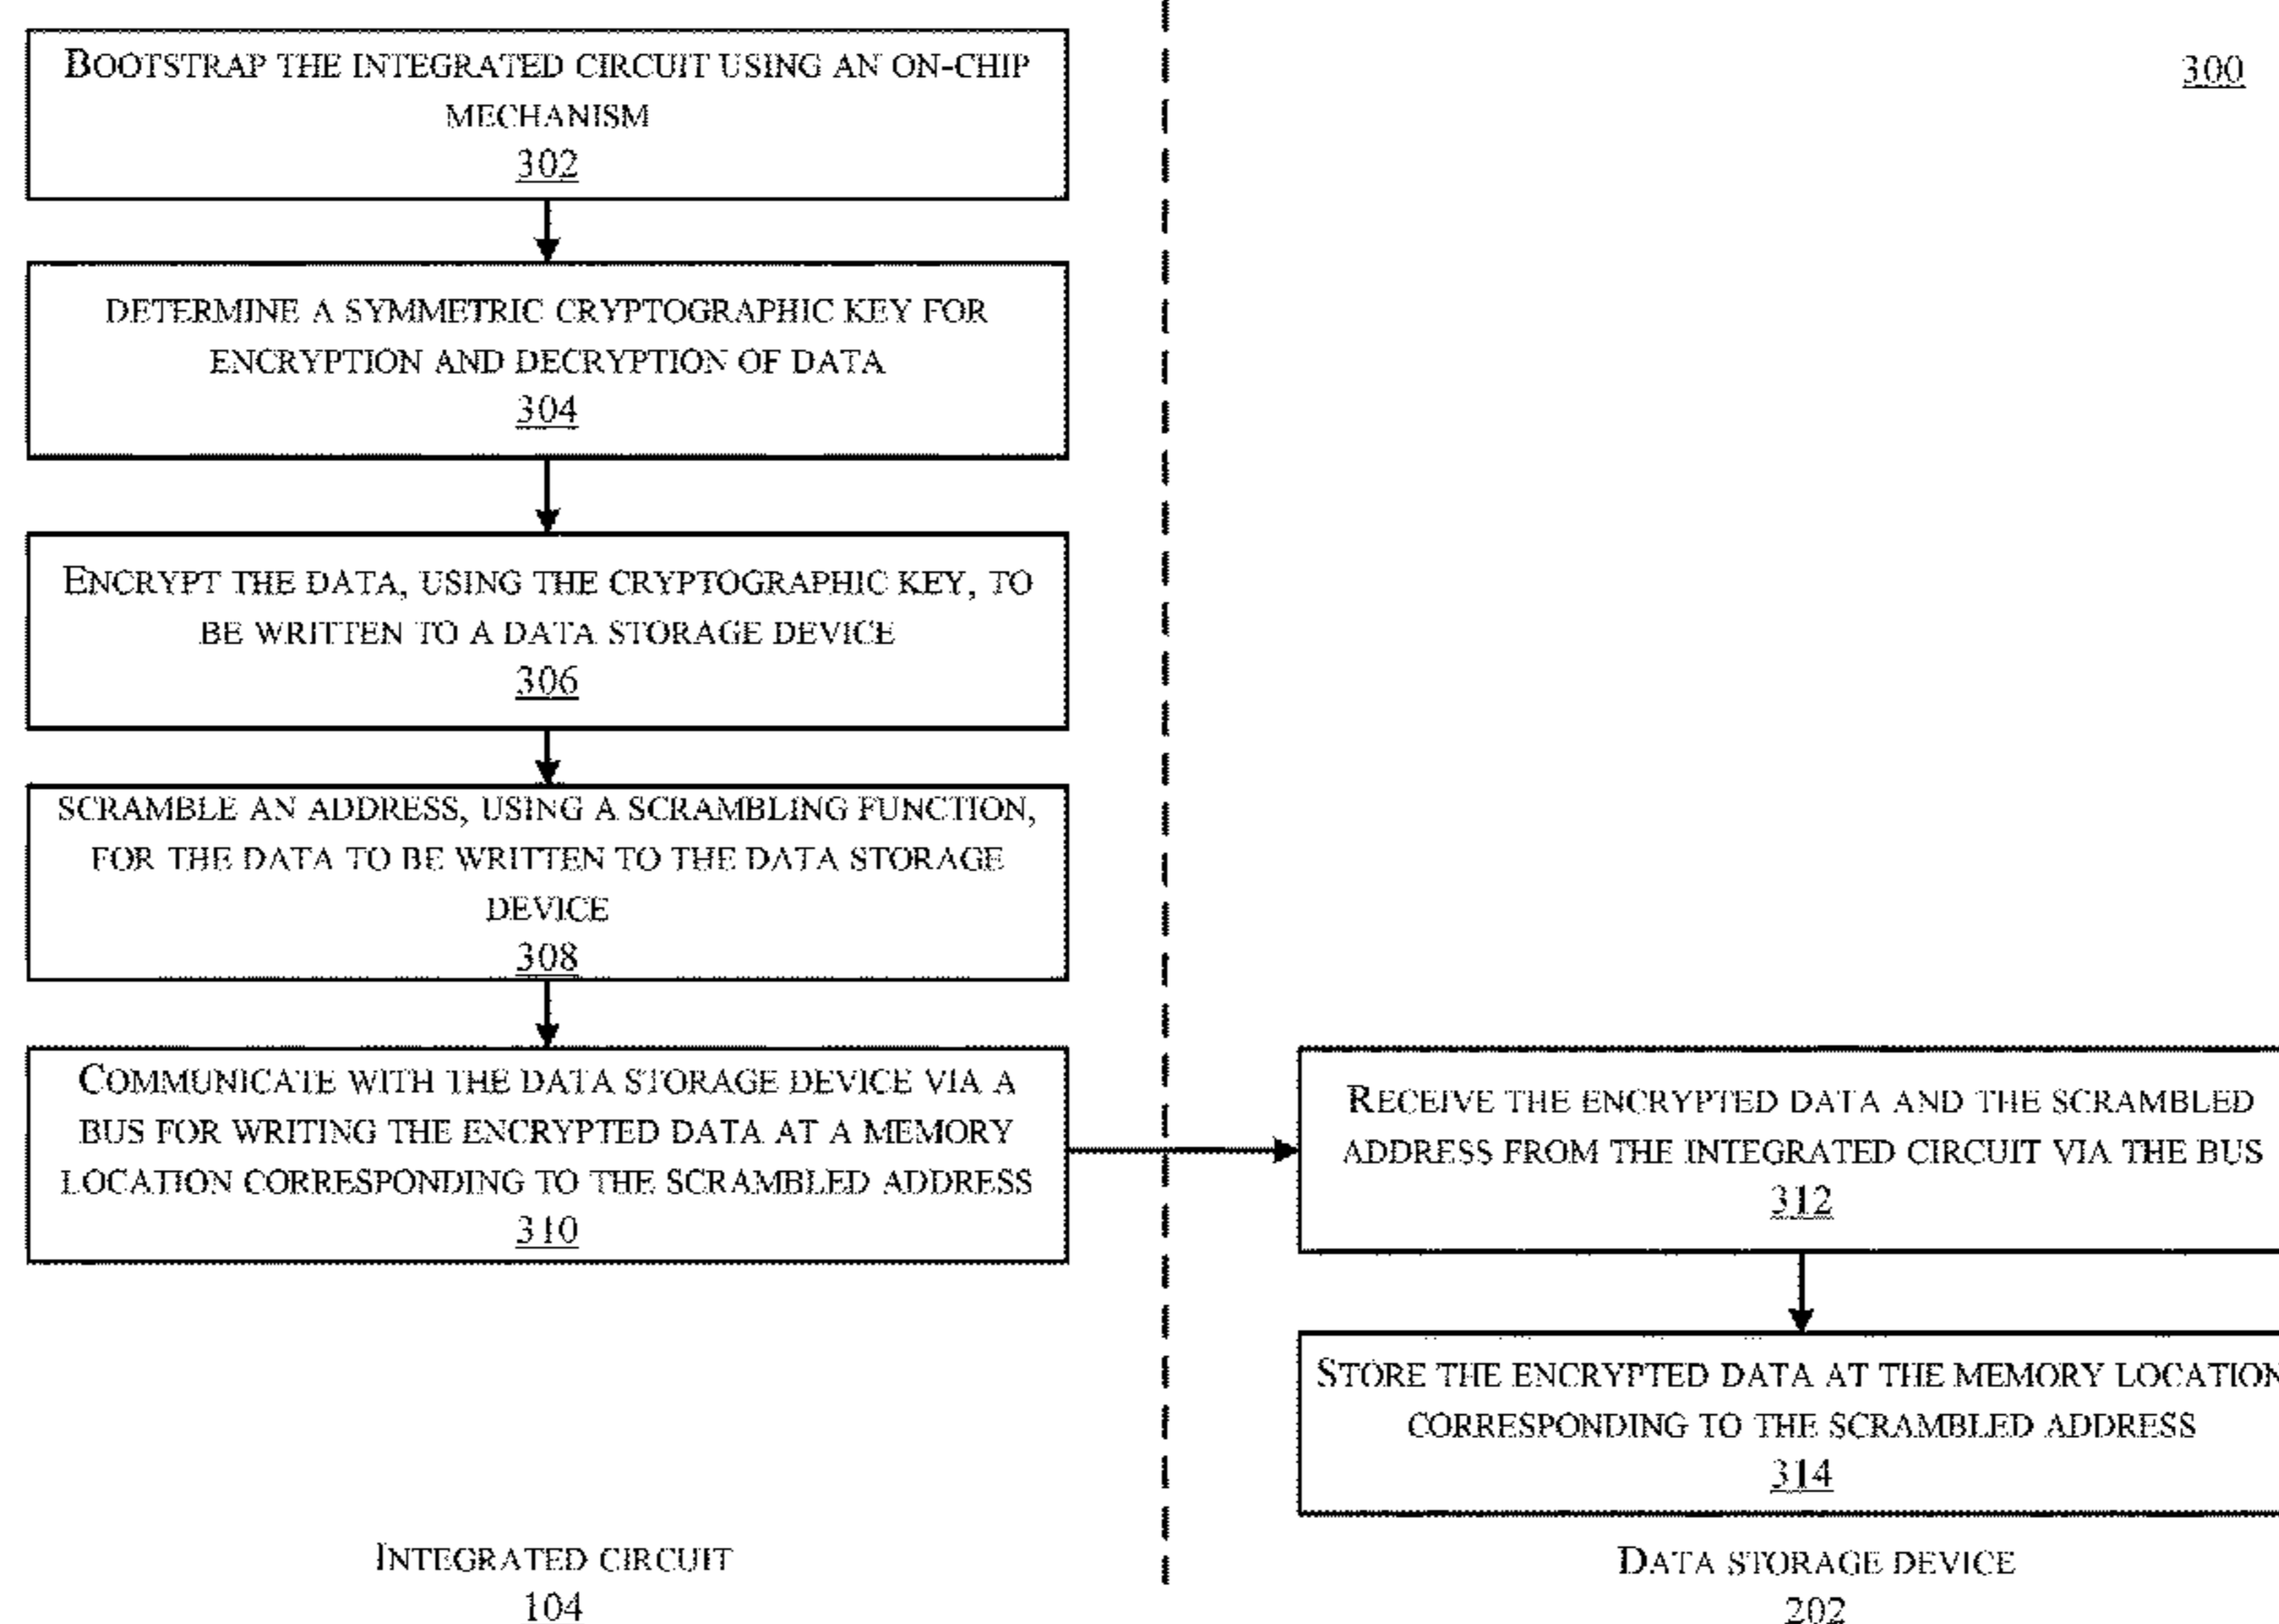 300
BOOTSTRAP THE INTEGRATED CIRCUIT USING AN ON-CHIP
MECHANISM
302
DETERMINE A SYMMETRIC CRYPTOGRAPHIC KEY FOR
ENCRYPTION AND DECRYPTION OF DATA
304
ENCRYPT THE DATA, USING THE CRYPTOGRAPHIC KEY, TO
BE WRITTEN TO A DATA STORAGE DEVICE
306
SCRAMBLE AN ADDRESS, USING A SCRAMBLING FUNCTION,
FOR THE DATA TO BE WRITTEN TO THE DATA STORAGE
DEVICE
308
COMMUNICATE WITH THE DATA STORAGE DEVICE VIA A
BUS FOR WRITING THE ENCRYPTED DATA AT A MEMORY
LOCATION CORRESPONDING TO THE SCRAMBLED ADDRESS
310
RECEIVE THE ENCRYPTED DATA AND THE SCRAMBLED
ADDRESS FROM THE INTEGRATED CIRCUIT VIA THE BUS
312
STORE THE ENCRYPTED DATA AT THE MEMORY LOCATION
CORRESPONDING TO THE SCRAMBLED ADDRESS
314
INTEGRATED CIRCUIT
104
DATA STORAGE DEVICE
202